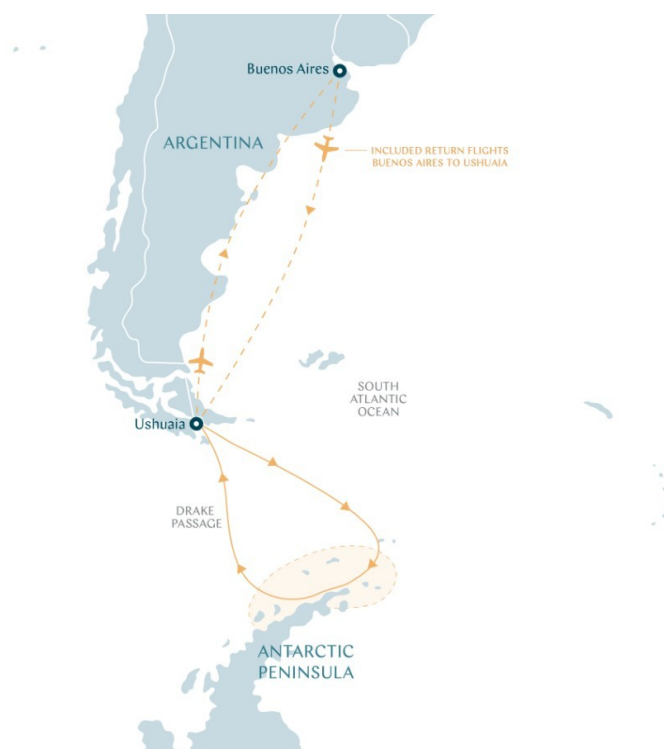 Buenos Aires
ARGENTINA
INCLUDED RETURN FLIGHTS
BUENOS AIRES TO USHUAIA
SOUTH
ATLANTIC
OCEAN
Ushuaia
DRAKE
PASSAGE
ANTARCTIC
PENINSULA